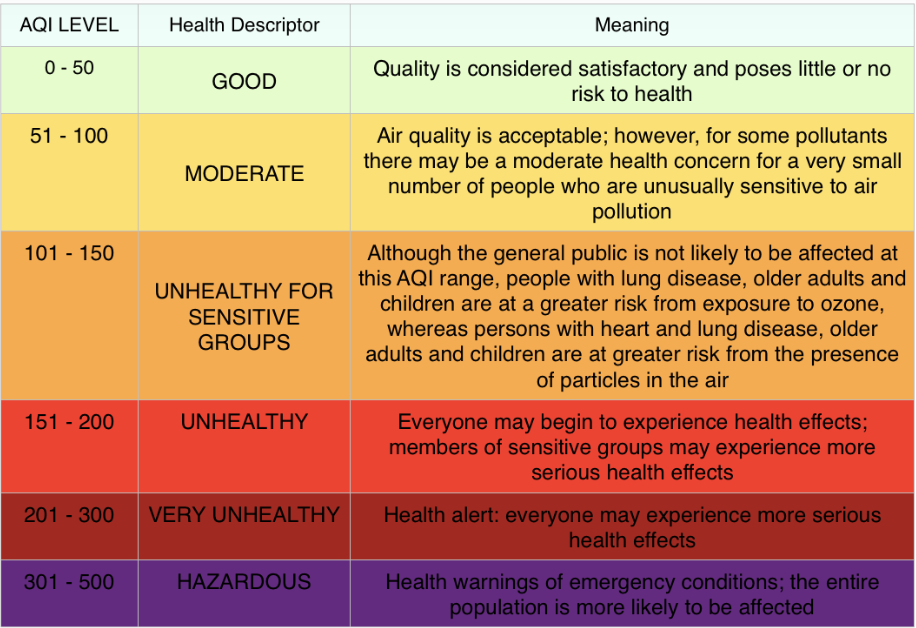 AQI LEVEL
Health Descriptor
Meaning
0 - 50
GOOD
Quality is considered satisfactory and poses little or no
risk to health
51 - 100
MODERATE
Air quality is acceptable; however, for some pollutants
there may be a moderate health concern for a very small
number of people who are unusually sensitive to air
pollution
101 - 150
UNHEALTHY FOR
SENSITIVE
GROUPS
Although the general public is not likely to be affected at
this AQI range, people with lung disease, older adults and
children are at a greater risk from exposure to ozone,
whereas persons with heart and lung disease, older
adults and children are at greater risk from the presence
of particles in the air
151 - 200
UNHEALTHY
Everyone may begin to experience health effects;
members of sensitive groups may experience more
serious health effects
201 - 300
VERY UNHEALTHY
Health alert: everyone may experience more serious
health effects
301 - 500
HAZARDOUS
Health warnings of emergency conditions; the entire
population is more likely to be affected